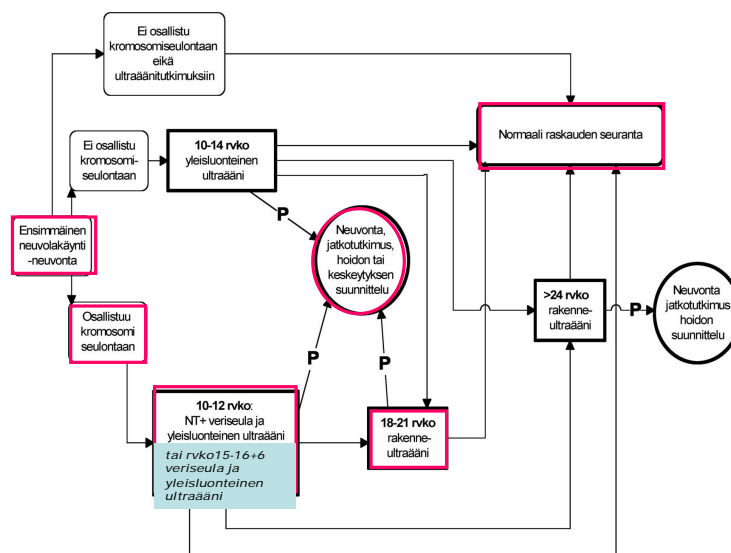 Ei osallistu
kromosomiseulontaan
eikä
ultraäänitutkimuksiin
Ei osallistu
kromosomi-
seulontaan
10-14 rvko
yleisluonteinen
ultraääni
Normaali raskauden seuranta
P
Ensimmäinen
neuvolakäynti
-neuvonta
Neuvonta,
jatkotutkimus,
hoidon tai
keskeytyksen
suunnittelu
>24 rvko
rakenne-
ultraääni
P
Neuvonta
jatkotutkimus
hoidon
suunnittelu
Osallistuu
kromosomi
seulontaan
P
P
10-12 rvko:
NT+ veriseula ja
yleisluonteinen ultraääni
tai rvko15-16+6
veriseula ja
yleisluonteinen
ultraääni
18-21 rvko
rakenne-
ultraääni